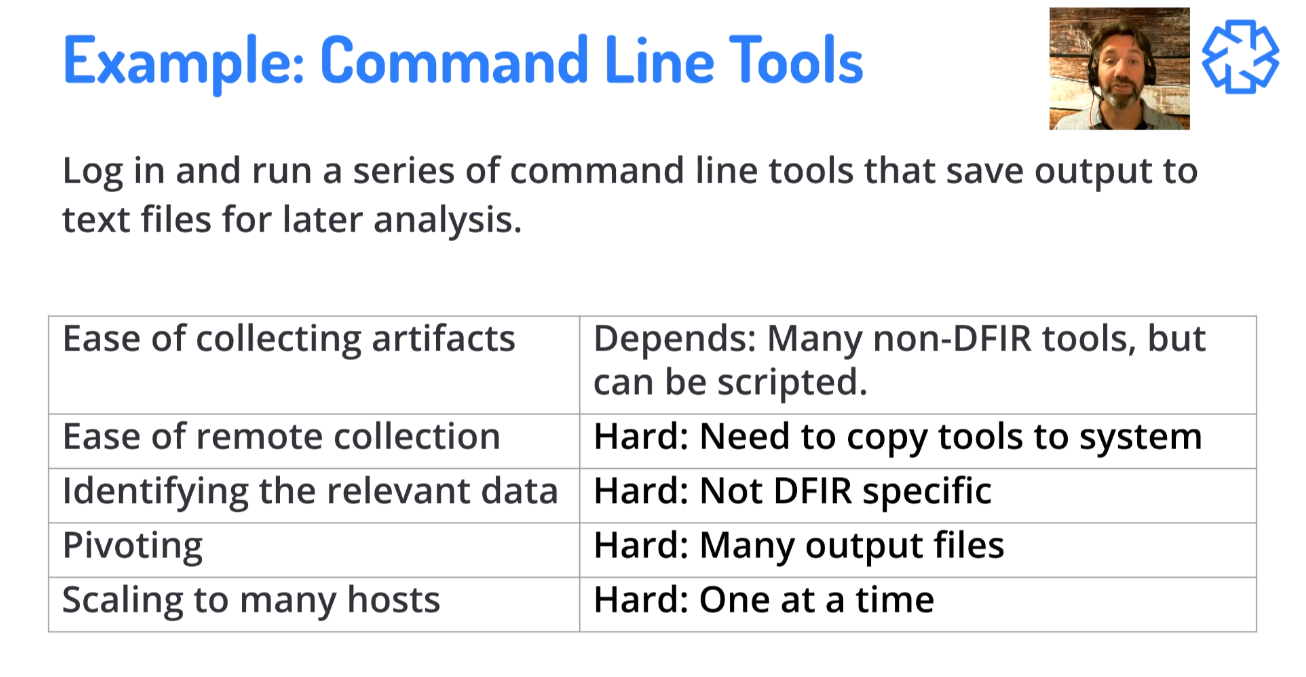 Example: Command Line Tools
Log in and run a series of command line tools that save output to
text files for later analysis.
Ease of collecting artifacts
Depends: Many non-DFIR tools, but
can be scripted.
Ease of remote collection
Hard: Need to copy tools to system
Identifying the relevant data
Hard: Not DFIR specific
Pivoting
Hard: Many output files
Scaling to many hosts
Hard: One at a time